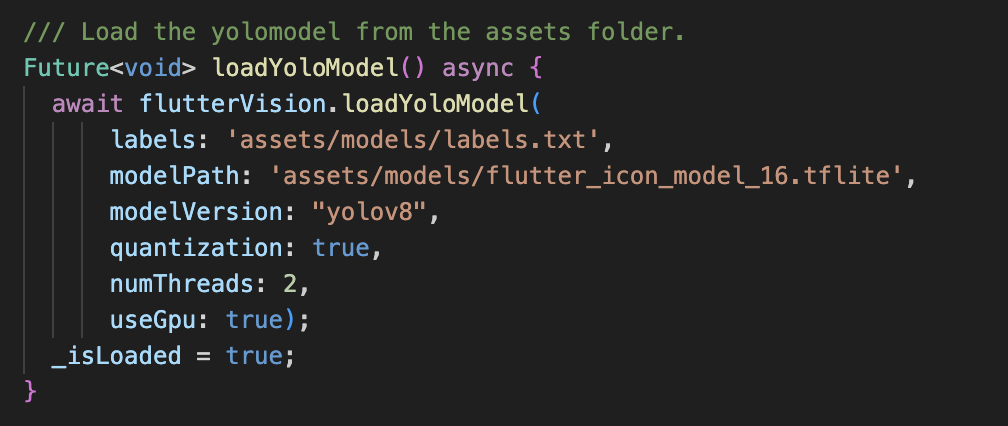 /// Load the yolomodel from the assets folder.
Future<void> loadYoloModel() async {
  await flutterVision.loadYoloModel(
      labels: 'assets/models/labels.txt',
      modelPath: 'assets/models/flutter_icon_model_16.tflite',
      modelVersion: "yolov8",
      quantization: true,
      numThreads: 2,
      useGpu: true);
  _isLoaded = true;
}